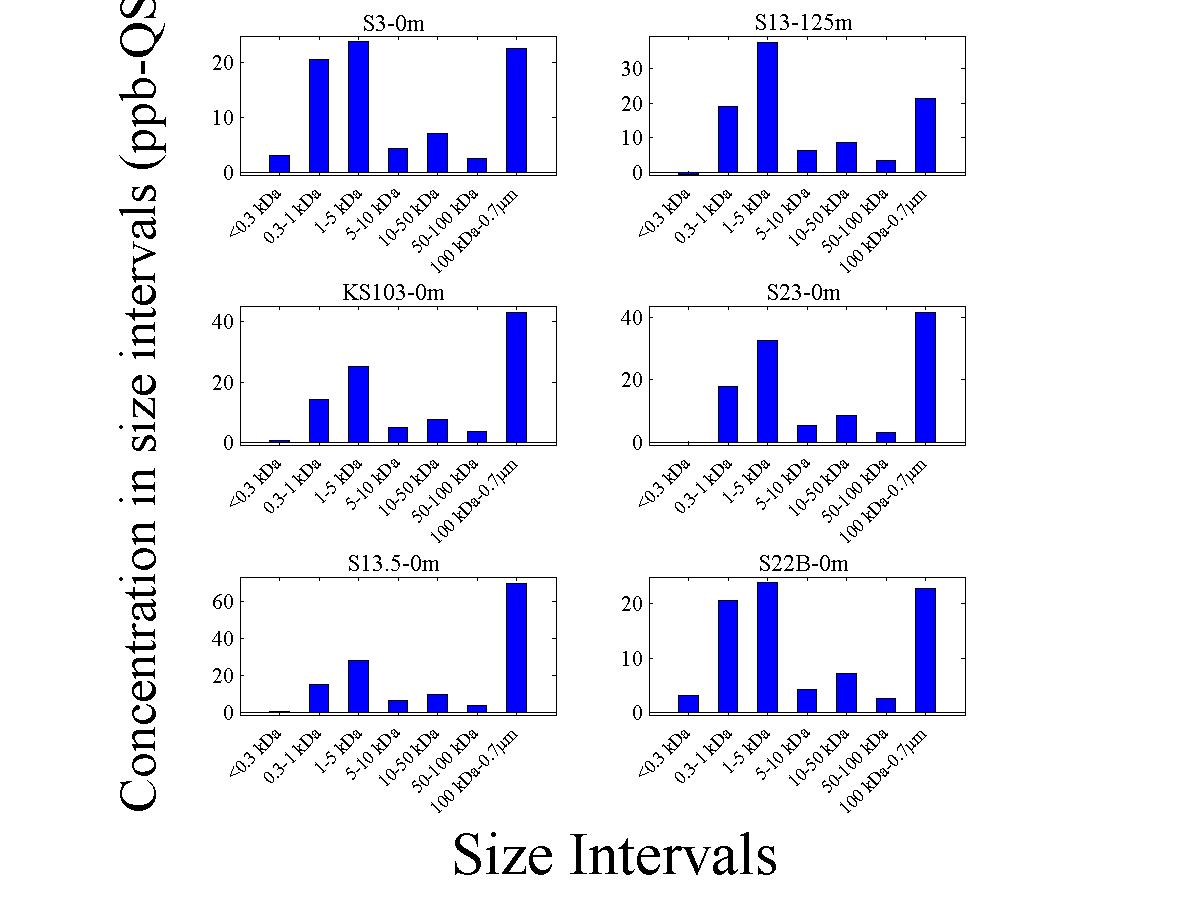 Concentration in size intervals (ppb-QS
S3-0m
20
10
0
<0.3 kDa
0.3-1 kDa
1-5 kDa
5-10 kDa
10-50 kDa
50-100 kDa
100 kDa-0.7µm
S13-125m
30
20
10
0
<0.3 kDa
0.3-1 kDa
1-5 kDa
5-10 kDa
10-50 kDa
50-100 kDa
100 kDa-0.7µm
KS103-0m
40
20
0
<0.3 kDa
0.3-1 kDa
1-5 kDa
5-10 kDa
10-50 kDa
50-100 kDa
100 kDa-0.7µm
S23-0m
40
20
0
<0.3 kDa
0.3-1 kDa
1-5 kDa
5-10 kDa
10-50 kDa
50-100 kDa
100 kDa-0.7µm
S13.5-0m
60
40
20
0
<0.3 kDa
0.3-1 kDa
1-5 kDa
5-10 kDa
10-50 kDa
50-100 kDa
100 kDa-0.7µm
S22B-0m
20
10
0
<0.3 kDa
0.3-1 kDa
1-5 kDa
5-10 kDa
10-50 kDa
50-100 kDa
100 kDa-0.7µm
Size Intervals